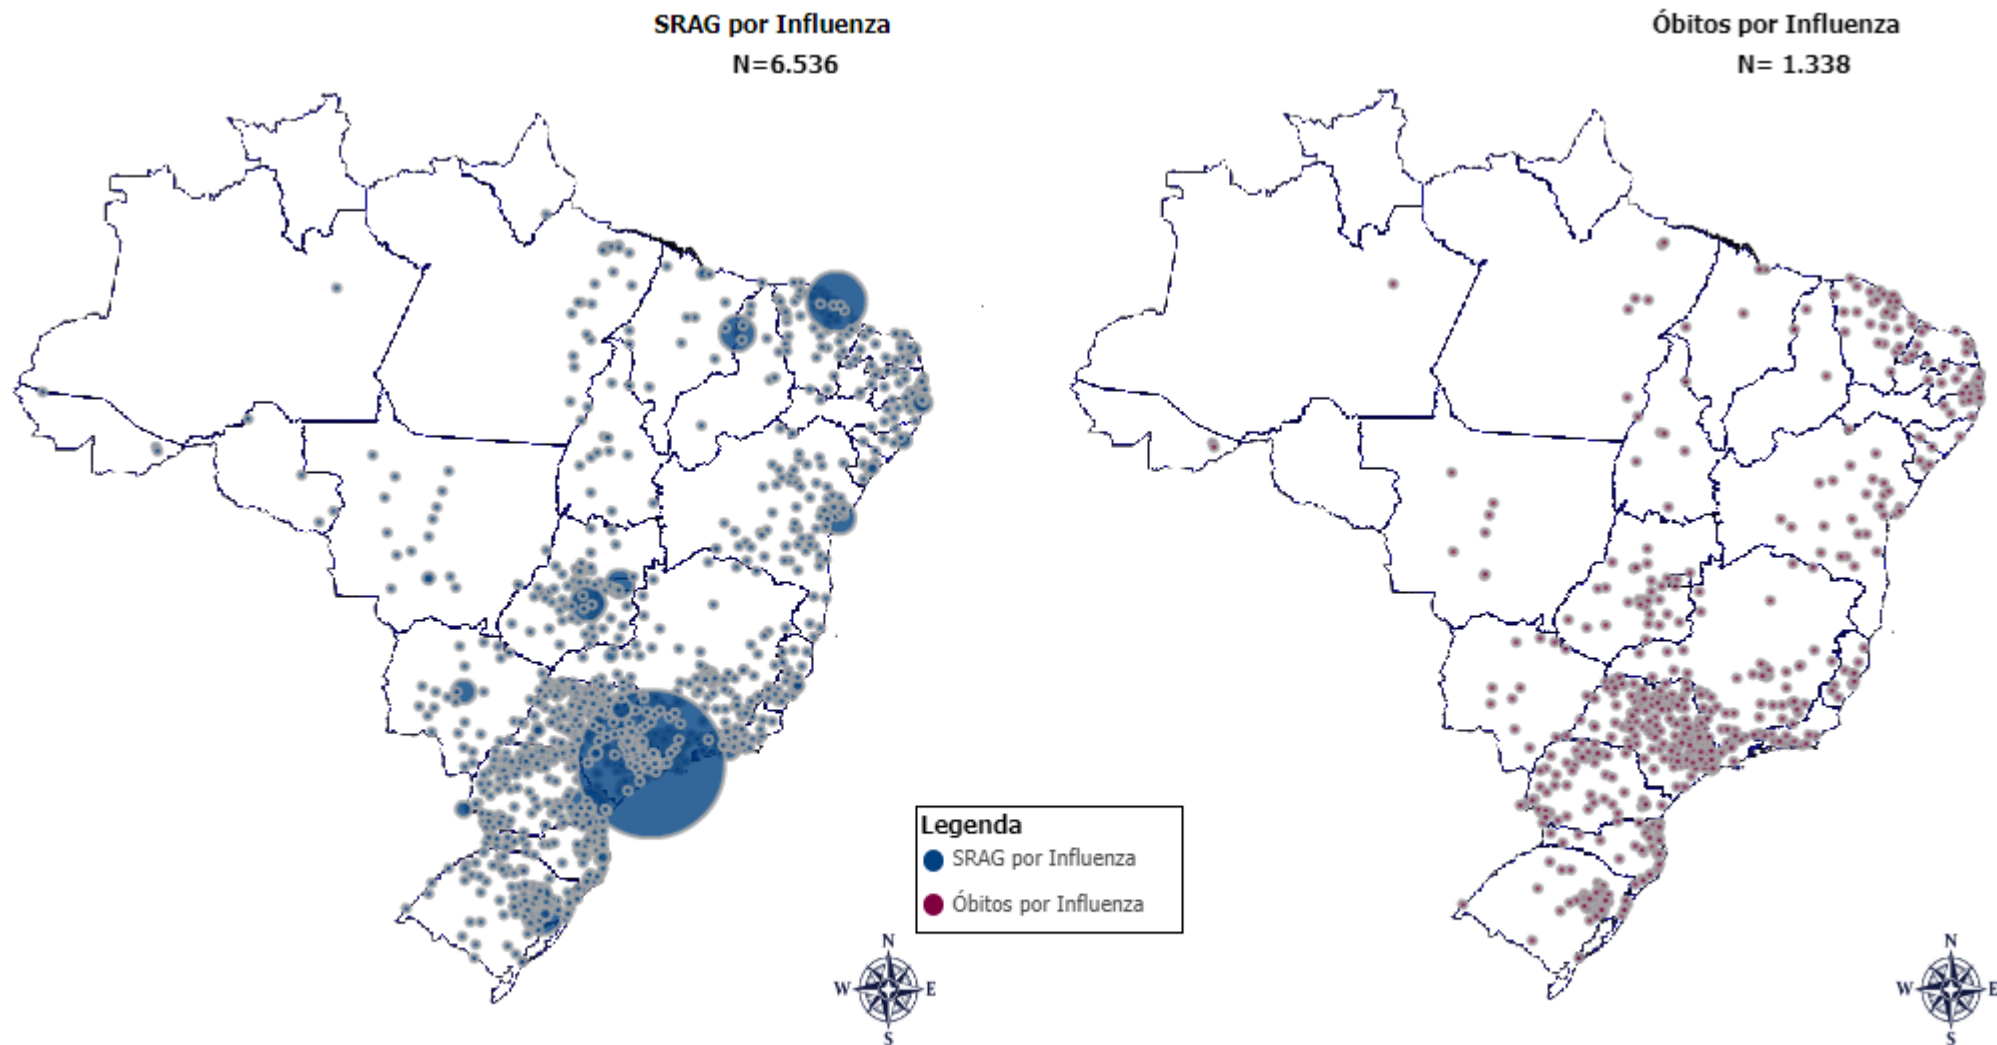 SRAG por Influenza
N=6.536
Óbitos por Influenza
N= 1.338
Legenda
SRAG por Influenza
Óbitos por Influenza
N
W
E
S
N
W
E
S